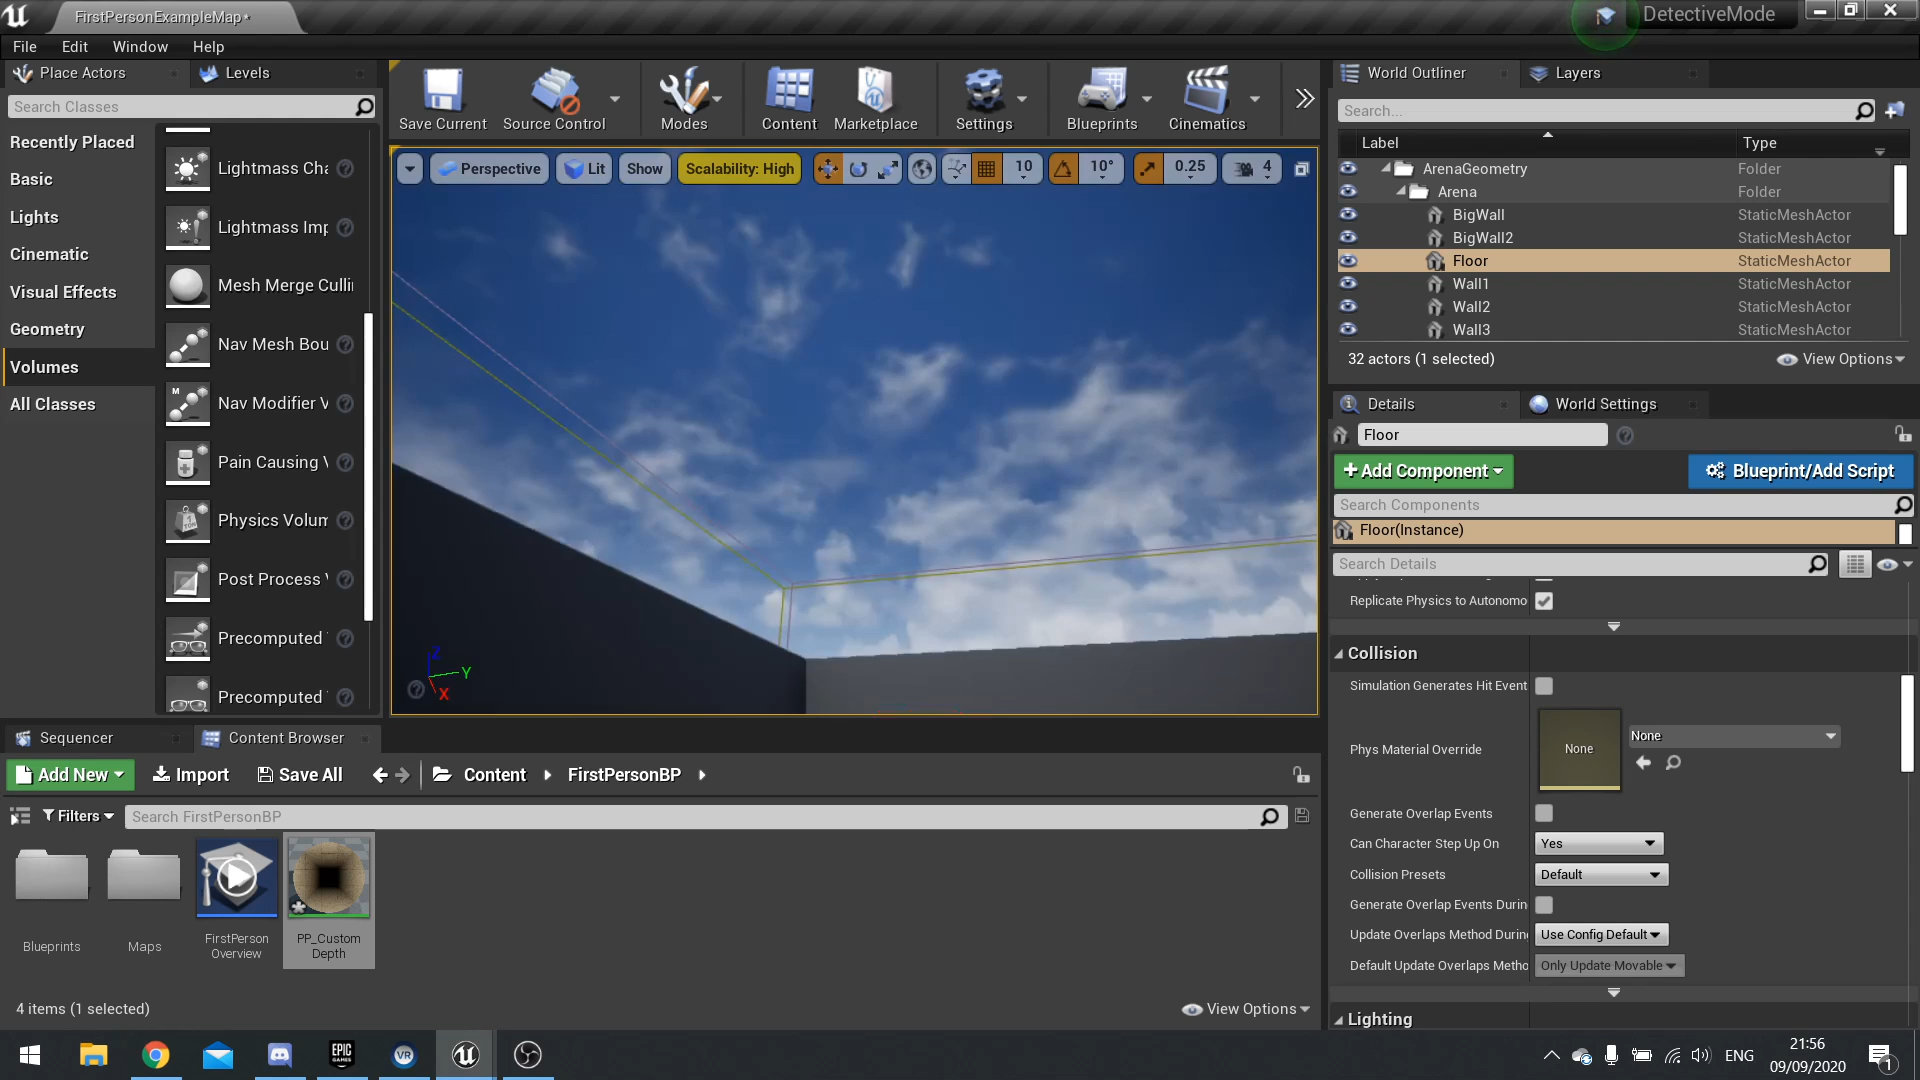 FirstPersonExampleMap*
DetectiveMode
File Edit Window Help
Place Actors
Levels
Search Classes
Recently Placed
Basic
Lights
Cinematic
Visual Effects
Geometry
Volumes
All Classes
Lightmass Cha
Lightmass Imp
Mesh Merge Culli
Nav Mesh Bou
Nav Modifier V
Pain Causing V
Physics Volum
Post Process V
Precomputed
Precomputed
Save Current
Source Control
Modes
Content
Marketplace
Settings
Blueprints
Cinematics
Perspective Lit Show Scalability: High 10 10° 0.25 4
Z
Y
X
World Outliner
Layers
Search...
Label Type
ArenaGeometry Folder
Arena Folder
BigWall StaticMeshActor
BigWall2 StaticMeshActor
Floor StaticMeshActor
Wall1 StaticMeshActor
Wall2 StaticMeshActor
Wall3 StaticMeshActor
32 actors (1 selected) View Options
Details
World Settings
Floor
+Add Component
Blueprint/Add Script
Search Components
Floor(Instance)
Search Details
Replicate Physics to Autonomo
Collision
Simulation Generates Hit Event
Phys Material Override
None
None
Generate Overlap Events
Can Character Step Up On Yes
Collision Presets Default
Generate Overlap Events Durin
Update Overlaps Method During Use Config Default
Default Update Overlaps Metho Only Update Movable
Lighting
Sequencer
Content Browser
Add New Import Save All Content FirstPersonBP
Filters Search FirstPersonBP
Blueprints
Maps
FirstPerson
Overview
PP_Custom
Depth
4 items (1 selected)
View Options
EPIC
GAMES
VR
ENG
21:56
09/09/2020
1